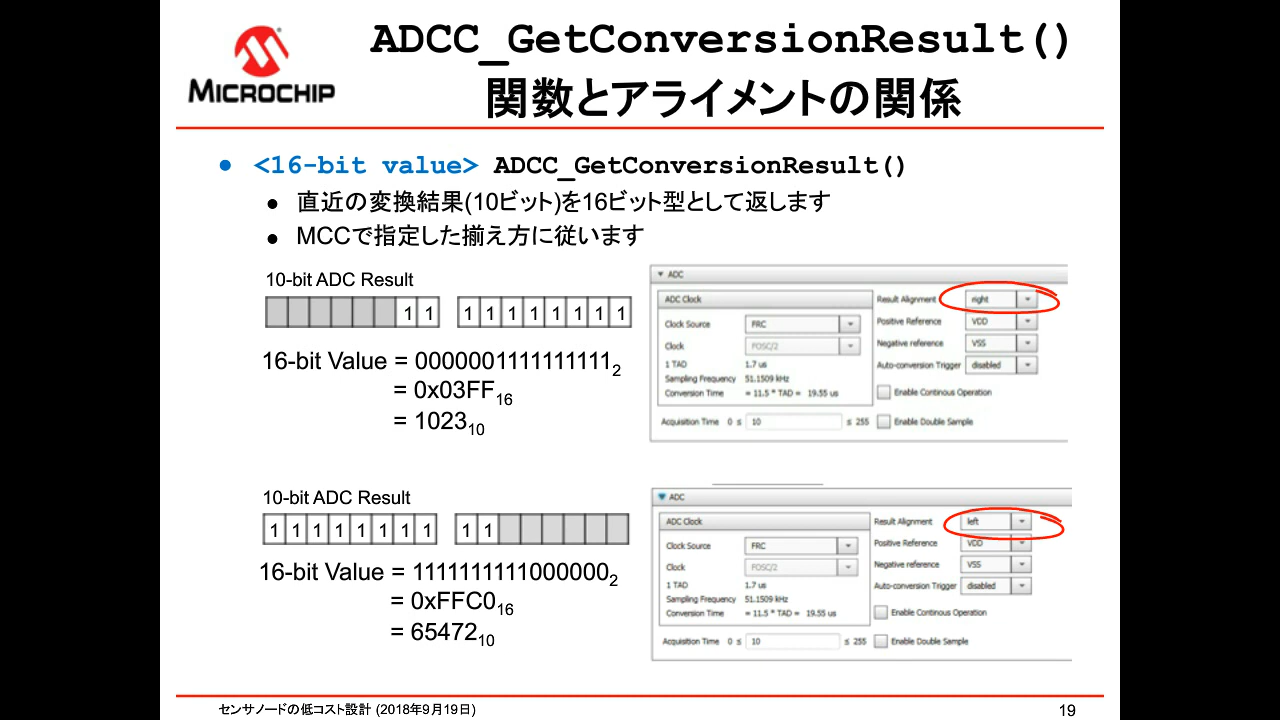 MICROCHIP
ADCC_GetConversionResult()
関数とアライメントの関係
● <16-bit value> ADCC_GetConversionResult()
● 直近の変換結果(10ビット)を16ビット型として返します
● MCCで指定した揃え方に従います
10-bit ADC Result
1 1 1 1 1 1 1 1 1 1
16-bit Value = 0000001111111111₂
= 0x03FF₁₆
= 1023₁₀
ADC
ADC Clock
Clock Source FRC
Clock FOSC/2
1 TAD 1.7 us
Sampling Frequency 51.1509 kHz
Conversion Time = 11.5 * TAD = 19.55 us
Acquisition Time 0 ≤ 10 ≤ 255
Result Alignment right
Positive Reference VDD
Negative reference VSS
Auto-conversion Trigger disabled
Enable Continous Operation
Enable Double Sample
10-bit ADC Result
1 1 1 1 1 1 1 1 1 1
16-bit Value = 1111111111000000₂
= 0xFFC0₁₆
= 65472₁₀
ADC
ADC Clock
Clock Source FRC
Clock FOSC/2
1 TAD 1.7 us
Sampling Frequency 51.1509 kHz
Conversion Time = 11.5 * TAD = 19.55 us
Acquisition Time 0 ≤ 10 ≤ 255
Result Alignment left
Positive Reference VDD
Negative reference VSS
Auto-conversion Trigger disabled
Enable Continous Operation
Enable Double Sample
センサノードの低コスト設計 (2018年9月19日)
19